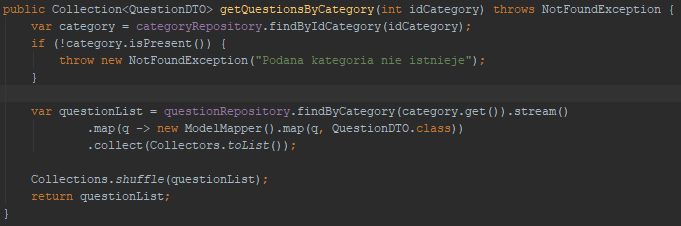 public Collection<QuestionDTO> getQuestionsByCategory(int idCategory) throws NotFoundException {
    var category = categoryRepository.findByIdCategory(idCategory);
    if (!category.isPresent()) {
        throw new NotFoundException("Podana kategoria nie istnieje");
    }

    var questionList = questionRepository.findByCategory(category.get()).stream()
            .map(q -> new ModelMapper().map(q, QuestionDTO.class))
            .collect(Collectors.toList());

    Collections.shuffle(questionList);
    return questionList;
}